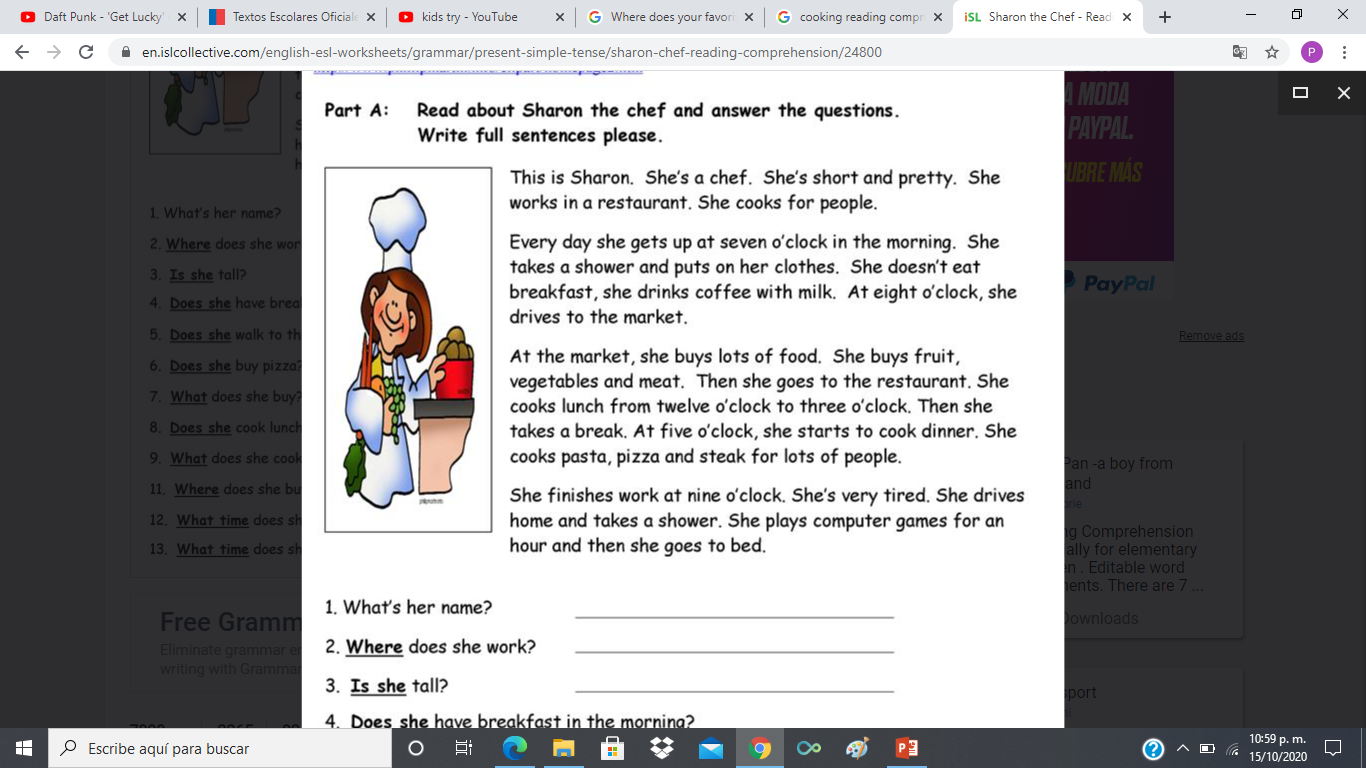 Daft Punk - 'Get Lucky'
Textos Escolares Oficiale
kids try - YouTube
Where does your favori
cooking reading compr
iSL Sharon the Chef - Read
en.islcollective.com/english-esl-worksheets/grammar/present-simple-tense/sharon-chef-reading-comprehension/24800
P
Part A: Read about Sharon the chef and answer the questions.
Write full sentences please.
This is Sharon. She's a chef. She's short and pretty. She
works in a restaurant. She cooks for people.
Every day she gets up at seven o'clock in the morning. She
takes a shower and puts on her clothes. She doesn't eat
breakfast, she drinks coffee with milk. At eight o'clock, she
drives to the market.
At the market, she buys lots of food. She buys fruit,
vegetables and meat. Then she goes to the restaurant. She
cooks lunch from twelve o'clock to three o'clock. Then she
takes a break. At five o'clock, she starts to cook dinner. She
cooks pasta, pizza and steak for lots of people.
She finishes work at nine o'clock. She's very tired. She drives
home and takes a shower. She plays computer games for an
hour and then she goes to bed.
1. What's her name?
2. Where does she work?
3. Is she tall?
4. Does she have breakfast in the morning?
1. What's her name?
2. Where does she wor
3. Is she tall?
4. Does she have brea
5. Does she walk to th
6. Does she buy pizza?
7. What does she buy?
8. Does she cook lunch
9. What does she cook
11. Where does she bu
12. What time does sh
13. What time does sh
Free Gramm
Eliminate grammar er
writing with Grammar
A MODA
PAYPAL.
UBRE MÁS
PayPal
Remove ads
Pan -a boy from
and
ng Comprehension
ally for elementary
en . Editable word
ments. There are 7 ...
Downloads
sport
Escribe aquí para buscar
10:59 p. m.
15/10/2020